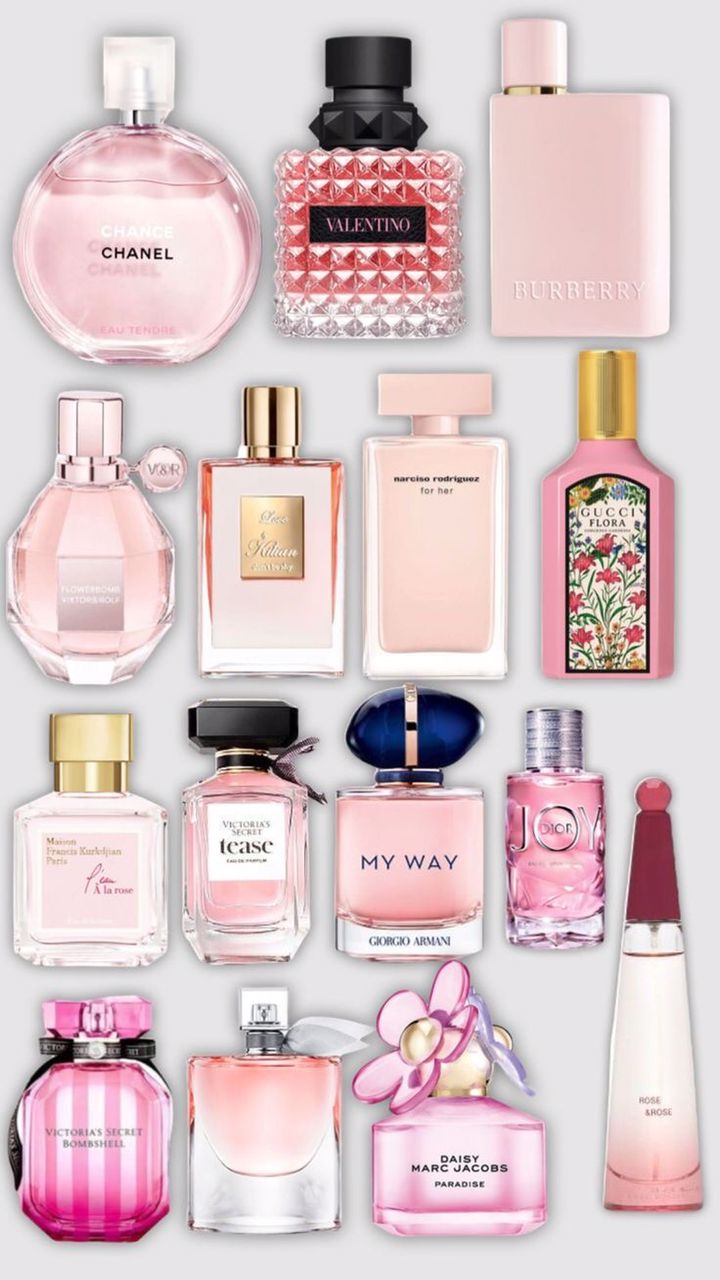 CHANCE
CHANEL
EAU TENDRE
VALENTINO
BURBERRY
V&R
FLOWERBOMB
VIKTOR&ROLF
Love
Kilian
narciso rodriguez
for her
GUCCI
FLORA
Maison
Francis Kurkdjian
Paris
l'eau
À la rose
VICTORIA'S
SECRET
tease
EAU DE PARFUM
MY WAY
GIORGIO ARMANI
JOY
DIOR
VICTORIA'S SECRET
BOMBSHELL
DAISY
MARC JACOBS
PARADISE
ROSE
&ROSE